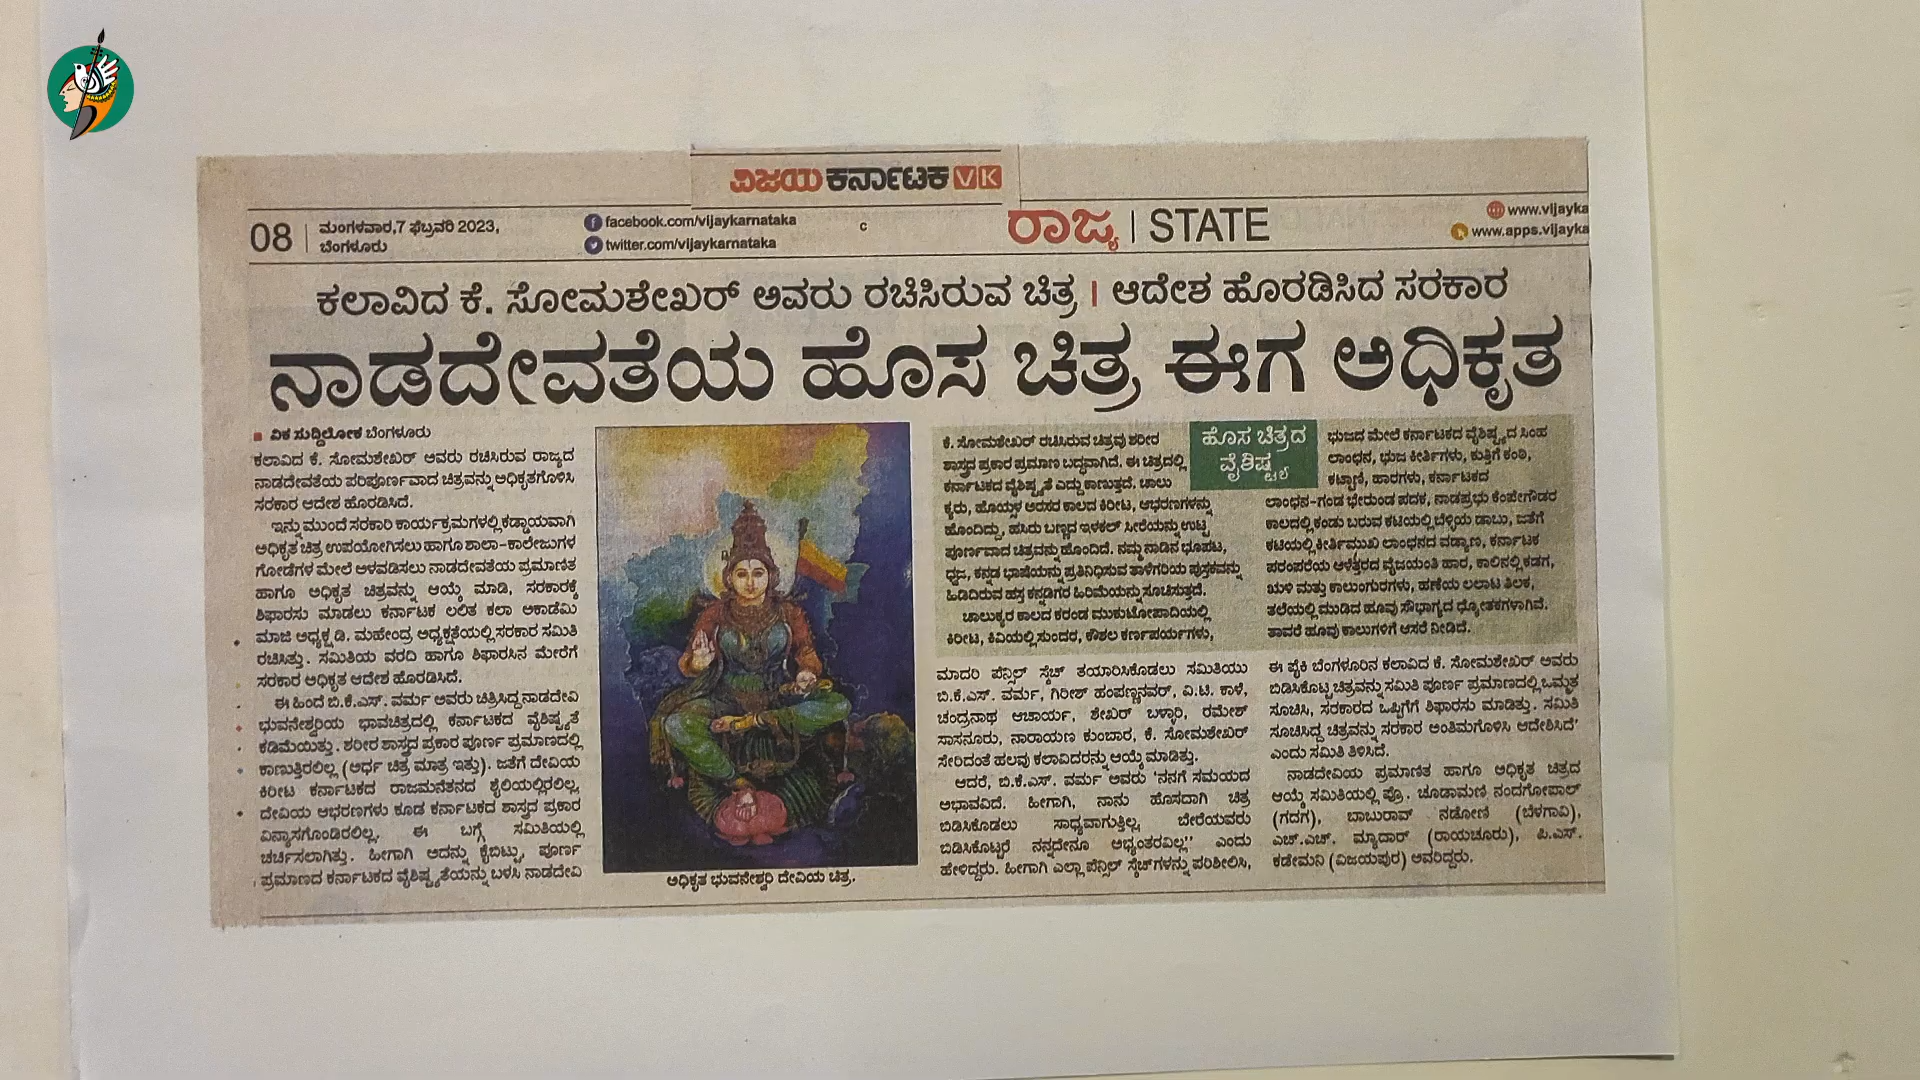 ವಿಜಯ ಕರ್ನಾಟಕ VK
08
ಮಂಗಳವಾರ,7 ಫೆಬ್ರವರಿ 2023,
ಬೆಂಗಳೂರು
facebook.com/vijaykarnataka
twitter.com/vijaykarnataka
c
ರಾಜ್ಯ | STATE
www.vijayka
www.apps.vijayka
ಕಲಾವಿದ ಕೆ. ಸೋಮಶೇಖರ್ ಅವರು ರಚಿಸಿರುವ ಚಿತ್ರ | ಆದೇಶ ಹೊರಡಿಸಿದ ಸರಕಾರ
ನಾಡದೇವತೆಯ ಹೊಸ ಚಿತ್ರ ಈಗ ಅಧಿಕೃತ
ವಿಕ ಸುದ್ದಿಲೋಕ ಬೆಂಗಳೂರು
ಕಲಾವಿದ ಕೆ. ಸೋಮಶೇಖರ್ ಅವರು ರಚಿಸಿರುವ ರಾಜ್ಯದ
ನಾಡದೇವತೆಯ ಪರಿಪೂರ್ಣವಾದ ಚಿತ್ರವನ್ನು ಅಧಿಕೃತಗೊಳಿಸಿ
ಸರಕಾರ ಆದೇಶ ಹೊರಡಿಸಿದೆ.
ಇನ್ನು ಮುಂದೆ ಸರಕಾರಿ ಕಾರ್ಯಕ್ರಮಗಳಲ್ಲಿ ಕಡ್ಡಾಯವಾಗಿ
ಅಧಿಕೃತ ಚಿತ್ರ ಉಪಯೋಗಿಸಲು ಹಾಗೂ ಶಾಲಾ-ಕಾಲೇಜುಗಳ
ಗೋಡೆಗಳ ಮೇಲೆ ಅಳವಡಿಸಲು ನಾಡದೇವತೆಯ ಪ್ರಮಾಣಿತ
ಹಾಗೂ ಅಧಿಕೃತ ಚಿತ್ರವನ್ನು ಆಯ್ಕೆ ಮಾಡಿ, ಸರಕಾರಕ್ಕೆ
ಶಿಫಾರಸು ಮಾಡಲು ಕರ್ನಾಟಕ ಲಲಿತ ಕಲಾ ಅಕಾಡೆಮಿ
ಮಾಜಿ ಅಧ್ಯಕ್ಷ ಡಿ. ಮಹೇಂದ್ರ ಅಧ್ಯಕ್ಷತೆಯಲ್ಲಿ ಸರಕಾರ ಸಮಿತಿ
ರಚಿಸಿತ್ತು. ಸಮಿತಿಯ ವರದಿ ಹಾಗೂ ಶಿಫಾರಸಿನ ಮೇರೆಗೆ
ಸರಕಾರ ಅಧಿಕೃತ ಆದೇಶ ಹೊರಡಿಸಿದೆ.
ಈ ಹಿಂದೆ ಬಿ.ಕೆ.ಎಸ್. ವರ್ಮ ಅವರು ಚಿತ್ರಿಸಿದ್ದ ನಾಡದೇವಿ
ಭುವನೇಶ್ವರಿಯ ಭಾವಚಿತ್ರದಲ್ಲಿ ಕರ್ನಾಟಕದ ವೈಶಿಷ್ಟ್ಯತೆ
ಕಡಿಮೆಯಿತ್ತು. ಶರೀರ ಶಾಸ್ತ್ರದ ಪ್ರಕಾರ ಪೂರ್ಣ ಪ್ರಮಾಣದಲ್ಲಿ
ಕಾಣುತ್ತಿರಲಿಲ್ಲ (ಅರ್ಧ ಚಿತ್ರ ಮಾತ್ರ ಇತ್ತು). ಜತೆಗೆ ದೇವಿಯ
ಕಿರೀಟ ಕರ್ನಾಟಕದ ರಾಜಮನೆತನದ ಶೈಲಿಯಲ್ಲಿರಲಿಲ್ಲ.
ದೇವಿಯ ಆಭರಣಗಳು ಕೂಡ ಕರ್ನಾಟಕದ ಶಾಸ್ತ್ರದ ಪ್ರಕಾರ
ವಿನ್ಯಾಸಗೊಂಡಿರಲಿಲ್ಲ. ಈ ಬಗ್ಗೆ ಸಮಿತಿಯಲ್ಲಿ
ಚರ್ಚಿಸಲಾಗಿತ್ತು. ಹೀಗಾಗಿ ಅದನ್ನು ಕೈಬಿಟ್ಟು, ಪೂರ್ಣ
ಪ್ರಮಾಣದ ಕರ್ನಾಟಕದ ವೈಶಿಷ್ಟ್ಯತೆಯನ್ನು ಬಳಸಿ ನಾಡದೇವಿ
ಅಧಿಕೃತ ಭುವನೇಶ್ವರಿ ದೇವಿಯ ಚಿತ್ರ.
ಹೊಸ ಚಿತ್ರದ
ವೈಶಿಷ್ಟ್ಯ
ಕೆ. ಸೋಮಶೇಖರ್ ರಚಿಸಿರುವ ಚಿತ್ರವು ಶರೀರ
ಶಾಸ್ತ್ರದ ಪ್ರಕಾರ ಪ್ರಮಾಣ ಬದ್ಧವಾಗಿದೆ. ಈ ಚಿತ್ರದಲ್ಲಿ
ಕರ್ನಾಟಕದ ವೈಶಿಷ್ಟ್ಯತೆ ಎದ್ದು ಕಾಣುತ್ತದೆ. ಚಾಲು
ಕ್ಯರು, ಹೊಯ್ಸಳ ಅರಸರ ಕಾಲದ ಕಿರೀಟ, ಆಭರಣಗಳನ್ನು
ಹೊಂದಿದ್ದು, ಹಸಿರು ಬಣ್ಣದ ಇಳಕಲ್ ಸೀರೆಯನ್ನು ಉಟ್ಟ
ಪೂರ್ಣವಾದ ಚಿತ್ರವನ್ನು ಹೊಂದಿದೆ. ನಮ್ಮ ನಾಡಿನ ಭೂಪಟ,
ಧ್ವಜ, ಕನ್ನಡ ಭಾಷೆಯನ್ನು ಪ್ರತಿನಿಧಿಸುವ ತಾಳೆಗರಿಯ ಪುಸ್ತಕವನ್ನು
ಹಿಡಿದಿರುವ ಹಸ್ತ ಕನ್ನಡಿಗರ ಹಿರಿಮೆಯನ್ನು ಸೂಚಿಸುತ್ತದೆ.
ಚಾಲುಕ್ಯರ ಕಾಲದ ಕರಂಡ ಮುಕುಟೋಪಾದಿಯಲ್ಲಿ
ಕಿರೀಟ, ಕಿವಿಯಲ್ಲಿ ಸುಂದರ, ಕೌಶಲ ಕರ್ಣಪರ್ಯಗಳು,
ಭುಜದ ಮೇಲೆ ಕರ್ನಾಟಕದ ವೈಶಿಷ್ಟ್ಯದ ಸಿಂಹ
ಲಾಂಛನ, ಭುಜ ಕೀರ್ತಿಗಳು, ಕುತ್ತಿಗೆ ಕಂಠಿ,
ಕಟ್ಟಾಣಿ, ಹಾರಗಳು, ಕರ್ನಾಟಕದ
ಲಾಂಛನ-ಗಂಡ ಭೇರುಂಡ ಪದಕ, ನಾಡಪ್ರಭು ಕೆಂಪೇಗೌಡರ
ಕಾಲದಲ್ಲಿ ಕಂಡು ಬರುವ ಕಟಿಯಲ್ಲಿ ಬೆಳ್ಳಿಯ ಡಾಬು, ಜತೆಗೆ
ಕಟಿಯಲ್ಲಿ ಕೀರ್ತಿಮುಖ ಲಾಂಛನದ ವಡ್ಯಾಣ, ಕರ್ನಾಟಕ
ಪರಂಪರೆಯ ಆಳೆತ್ತರದ ವೈಜಯಂತಿ ಹಾರ, ಕಾಲಿನಲ್ಲಿ ಕಡಗ,
ಮತ್ತು ಕಾಲುಂಗುರಗಳು, ಹಣೆಯ ಲಲಾಟ ತಿಲಕ,
ತಲೆಯಲ್ಲಿ ಮುಡಿದ ಹೂವು ಸೌಭಾಗ್ಯದ ಧ್ಯೋತಕಗಳಾಗಿವೆ.
ತಾವರೆ ಹೂವು ಕಾಲುಗಳಿಗೆ ಆಸರೆ ನೀಡಿದೆ.
ಮಾದರಿ ಪೆನ್ಸಿಲ್ ಸ್ಕೆಚ್ ತಯಾರಿಸಿಕೊಡಲು ಸಮಿತಿಯು
ಬಿ.ಕೆ.ಎಸ್. ವರ್ಮ, ಗಿರೀಶ್ ಹಂಪಣ್ಣನವರ್, ವಿ.ಟಿ. ಕಾಳೆ,
ಚಂದ್ರನಾಥ ಆಚಾರ್ಯ, ಶೇಖರ್ ಬಳ್ಳಾರಿ, ರಮೇಶ್
ಸಾಸನೂರು, ನಾರಾಯಣ ಕುಂಬಾರ, ಕೆ. ಸೋಮಶೇಖರ್
ಸೇರಿದಂತೆ ಹಲವು ಕಲಾವಿದರನ್ನು ಆಯ್ಕೆ ಮಾಡಿತ್ತು.
ಆದರೆ, ಬಿ.ಕೆ.ಎಸ್. ವರ್ಮ ಅವರು 'ನನಗೆ ಸಮಯದ
ಅಭಾವವಿದೆ. ಹೀಗಾಗಿ, ನಾನು ಹೊಸದಾಗಿ ಚಿತ್ರ
ಬಿಡಿಸಿಕೊಡಲು ಸಾಧ್ಯವಾಗುತ್ತಿಲ್ಲ. ಬೇರೆಯವರು
ಬಿಡಿಸಿಕೊಟ್ಟರೆ ನನ್ನದೇನೂ ಅಭ್ಯಂತರವಿಲ್ಲ'' ಎಂದು
ಹೇಳಿದ್ದರು. ಹೀಗಾಗಿ ಎಲ್ಲಾ ಪೆನ್ಸಿಲ್ ಸ್ಕೆಚ್‌ಗಳನ್ನು ಪರಿಶೀಲಿಸಿ,
ಈ ಪೈಕಿ ಬೆಂಗಳೂರಿನ ಕಲಾವಿದ ಕೆ. ಸೋಮಶೇಖರ್ ಅವರು
ಬಿಡಿಸಿಕೊಟ್ಟ ಚಿತ್ರವನ್ನು ಸಮಿತಿ ಪೂರ್ಣ ಪ್ರಮಾಣದಲ್ಲಿ ಒಮ್ಮತ
ಸೂಚಿಸಿ, ಸರಕಾರದ ಒಪ್ಪಿಗೆಗೆ ಶಿಫಾರಸು ಮಾಡಿತ್ತು. ಸಮಿತಿ
ಸೂಚಿಸಿದ್ದ ಚಿತ್ರವನ್ನು ಸರಕಾರ ಅಂತಿಮಗೊಳಿಸಿ ಆದೇಶಿಸಿದೆ'
ಎಂದು ಸಮಿತಿ ತಿಳಿಸಿದೆ.
ನಾಡದೇವಿಯ ಪ್ರಮಾಣಿತ ಹಾಗೂ ಅಧಿಕೃತ ಚಿತ್ರದ
ಆಯ್ಕೆ ಸಮಿತಿಯಲ್ಲಿ ಪ್ರೊ. ಚೂಡಾಮಣಿ ನಂದಗೋಪಾಲ್
(ಗದಗ), ಬಾಬುರಾವ್ ನಡೋಣಿ (ಬೆಳಗಾವಿ),
ಎಚ್.ಎಚ್. ಮ್ಯಾದಾರ್ (ರಾಯಚೂರು), ಪಿ.ಎಸ್.
ಕಡೇಮನಿ (ವಿಜಯಪುರ) ಅವರಿದ್ದರು.